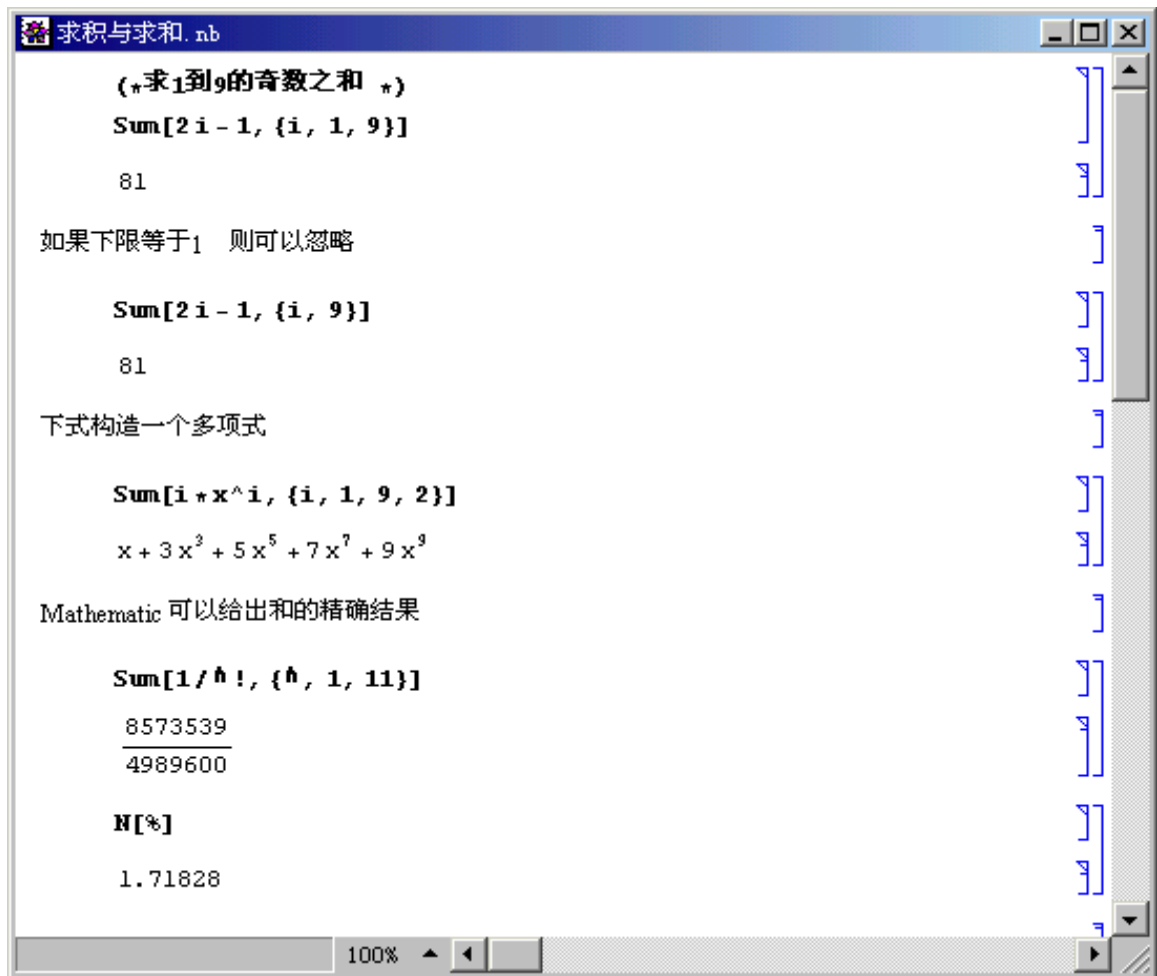 求积与求和. nb
(*求1到9的奇数之和 *)
Sum[2 i - 1, {i, 1, 9}]
81
如果下限等于1 则可以忽略
Sum[2 i - 1, {i, 9}]
81
下式构造一个多项式
Sum[i * x^i, {i, 1, 9, 2}]
x + 3 x³ + 5 x⁵ + 7 x⁷ + 9 x⁹
Mathematic 可以给出和的精确结果
Sum[1/h !, {h, 1, 11}]
8573539
4989600
N[%]
1.71828
100%